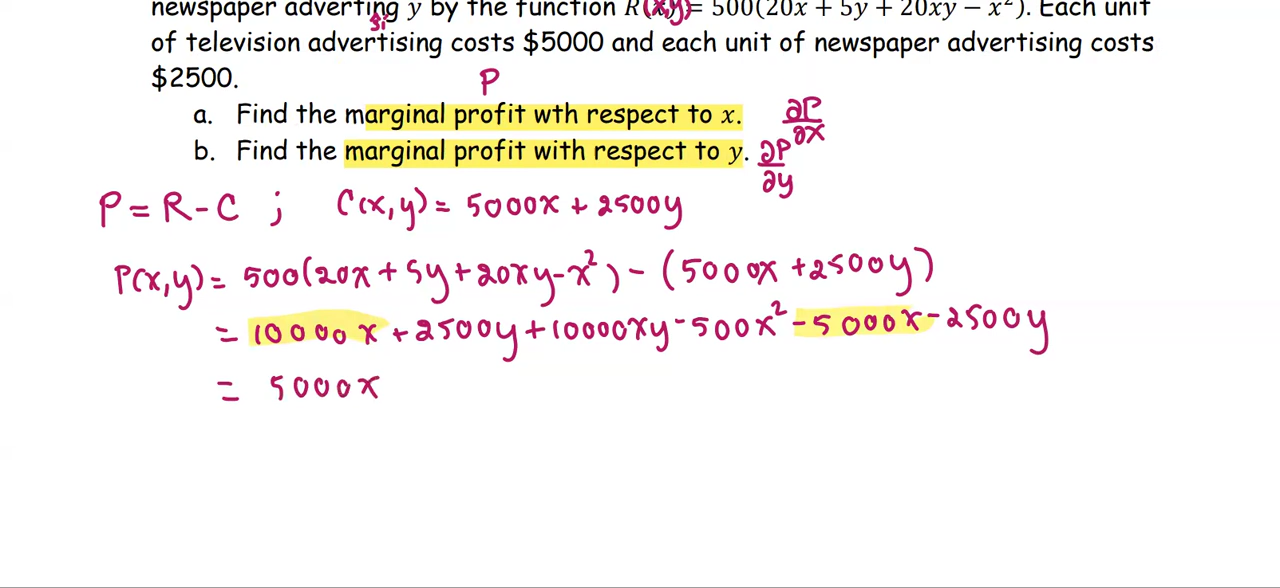 newspaper adverting y by the function R(x,y) = 500(20x + 5y + 20xy − x²). Each unit
si
of television advertising costs $5000 and each unit of newspaper advertising costs
$2500.
P
a. Find the marginal profit wth respect to x. ∂P/∂x
b. Find the marginal profit with respect to y. ∂P/∂y
P = R - C ; C(x,y) = 5000x + 2500y
P(x,y) = 500(20x + 5y + 20xy - x²) - (5000x + 2500y)
= 10000x + 2500y + 10000xy - 500x² - 5000x - 2500y
= 5000x